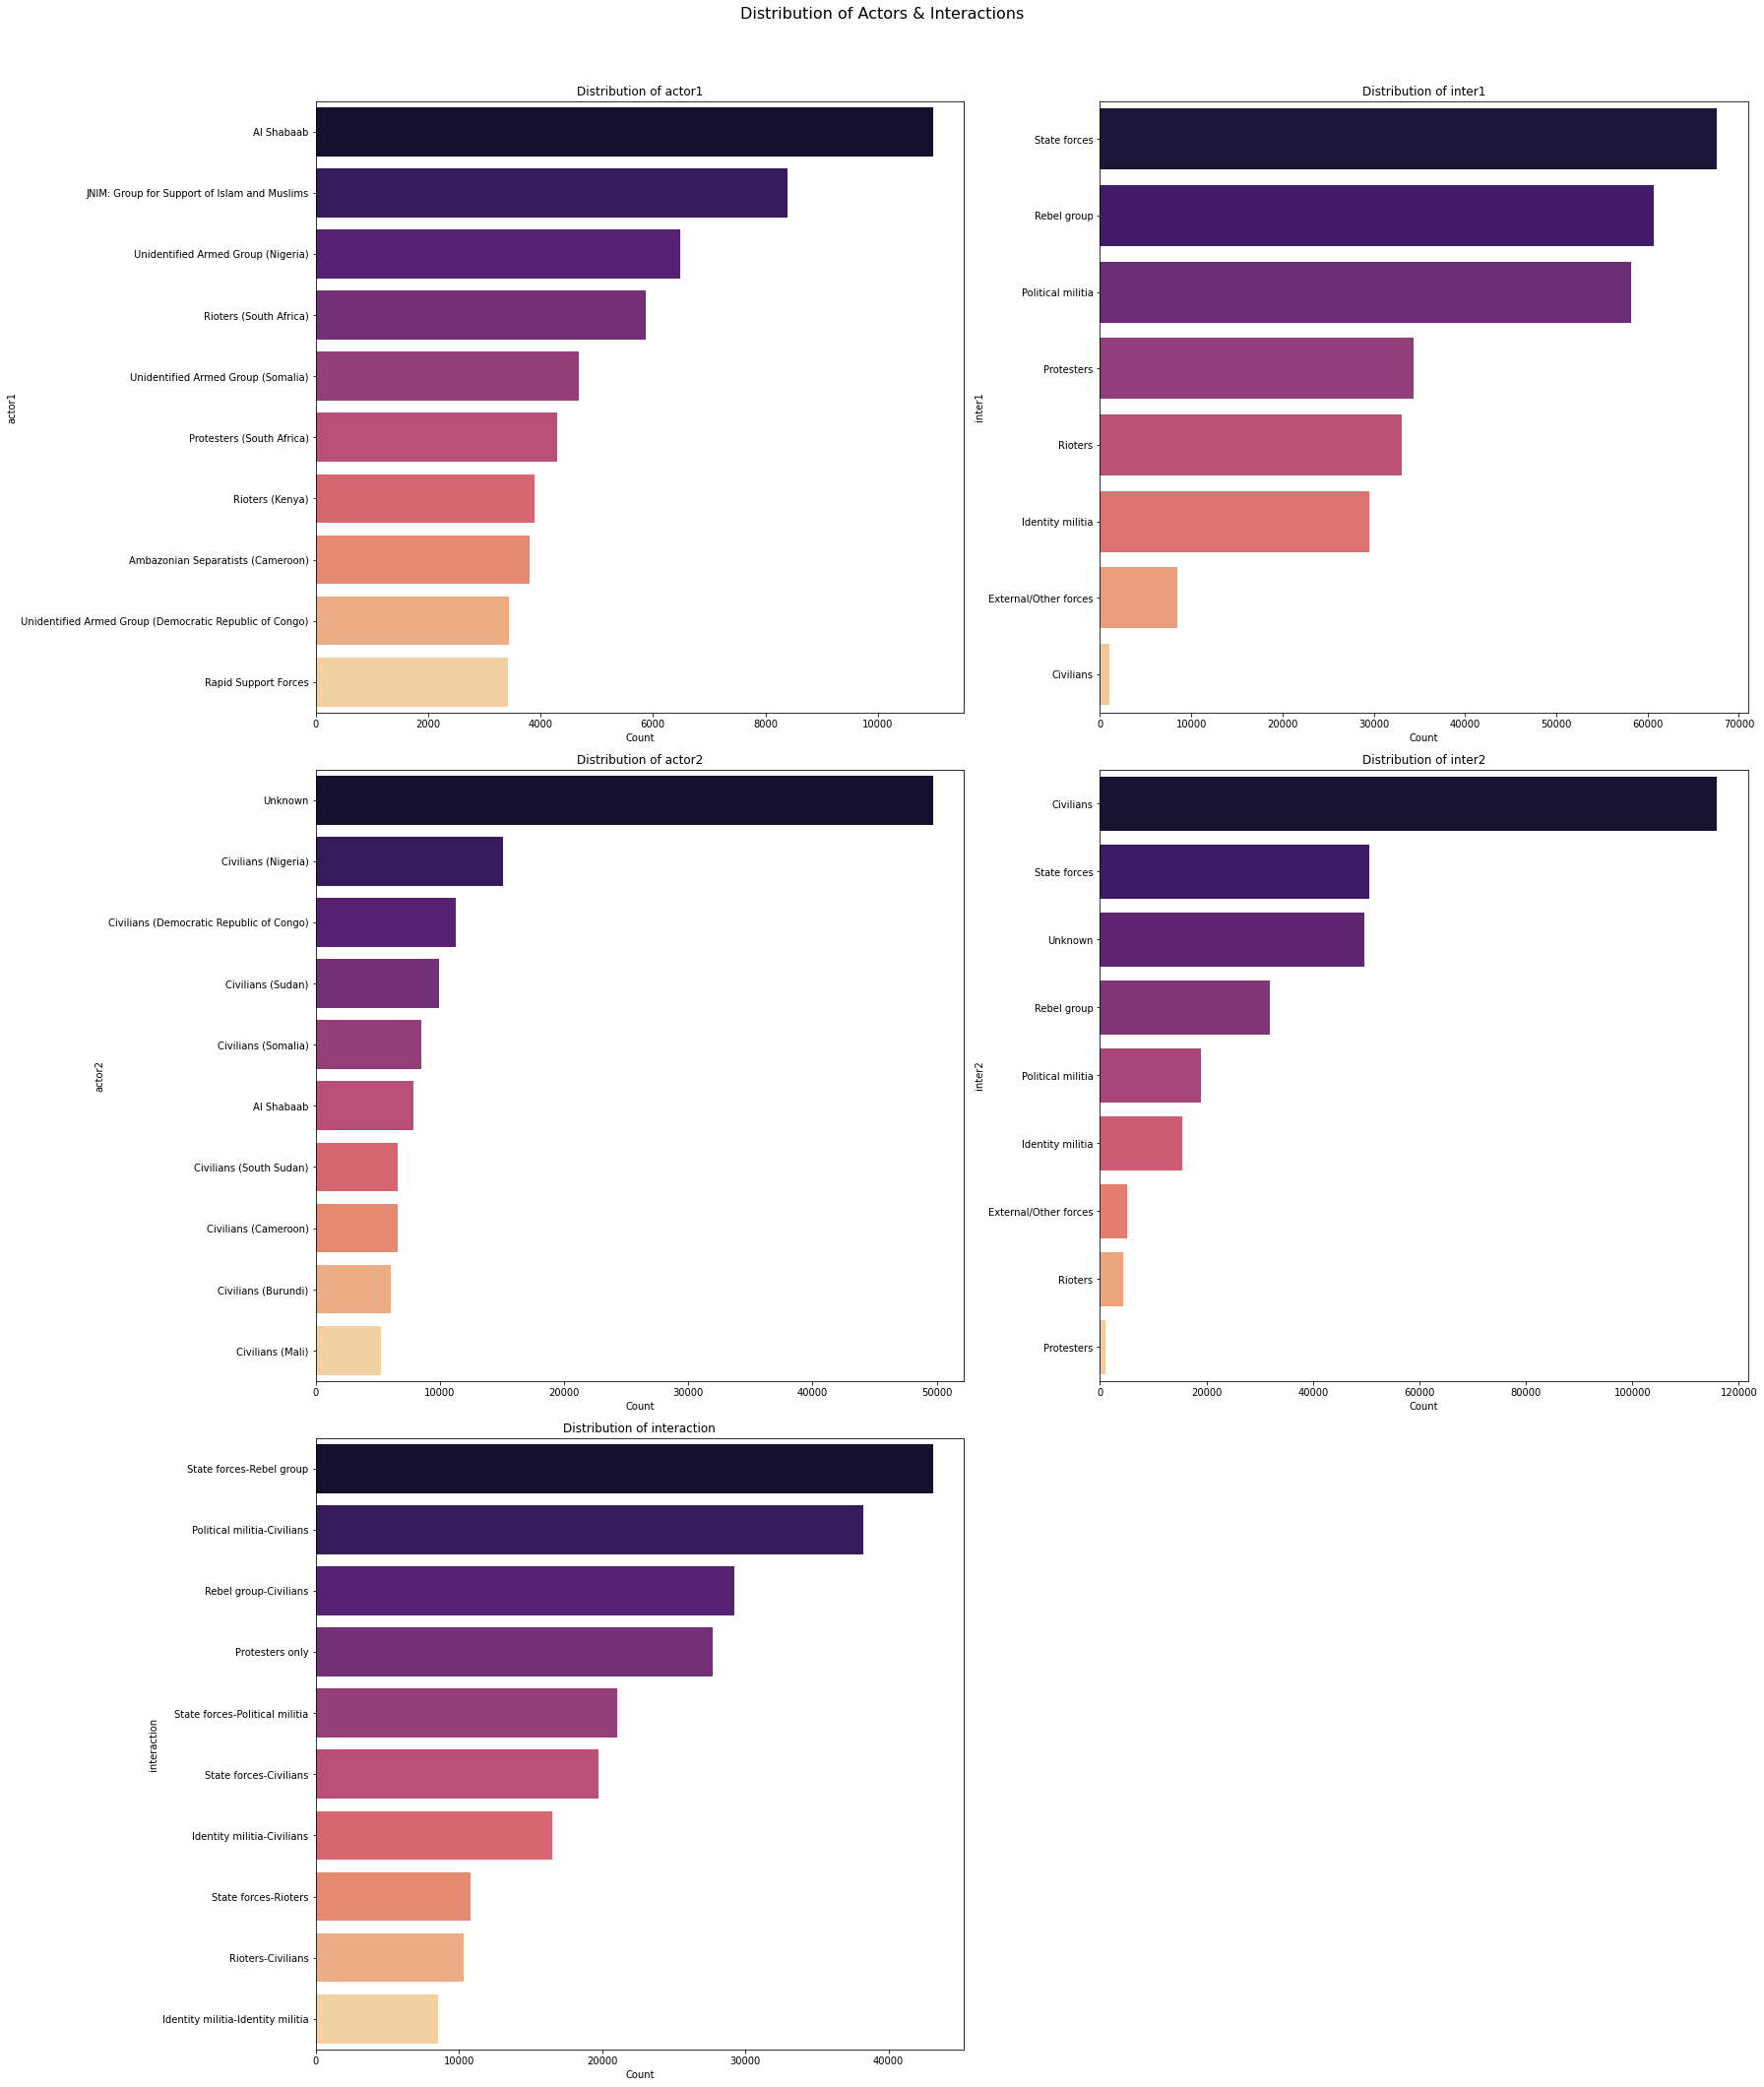 Distribution of Actors & Interactions
Distribution of actor1
actor1
Al Shabaab
JNIM: Group for Support of Islam and Muslims
Unidentified Armed Group (Nigeria)
Rioters (South Africa)
Unidentified Armed Group (Somalia)
Protesters (South Africa)
Rioters (Kenya)
Ambazonian Separatists (Cameroon)
Unidentified Armed Group (Democratic Republic of Congo)
Rapid Support Forces
0 2000 4000 6000 8000 10000
Count
Distribution of inter1
inter1
State forces
Rebel group
Political militia
Protesters
Rioters
Identity militia
External/Other forces
Civilians
0 10000 20000 30000 40000 50000 60000 70000
Count
Distribution of actor2
actor2
Unknown
Civilians (Nigeria)
Civilians (Democratic Republic of Congo)
Civilians (Sudan)
Civilians (Somalia)
Al Shabaab
Civilians (South Sudan)
Civilians (Cameroon)
Civilians (Burundi)
Civilians (Mali)
0 10000 20000 30000 40000 50000
Count
Distribution of inter2
inter2
Civilians
State forces
Unknown
Rebel group
Political militia
Identity militia
External/Other forces
Rioters
Protesters
0 20000 40000 60000 80000 100000 120000
Count
Distribution of interaction
interaction
State forces-Rebel group
Political militia-Civilians
Rebel group-Civilians
Protesters only
State forces-Political militia
State forces-Civilians
Identity militia-Civilians
State forces-Rioters
Rioters-Civilians
Identity militia-Identity militia
0 10000 20000 30000 40000
Count